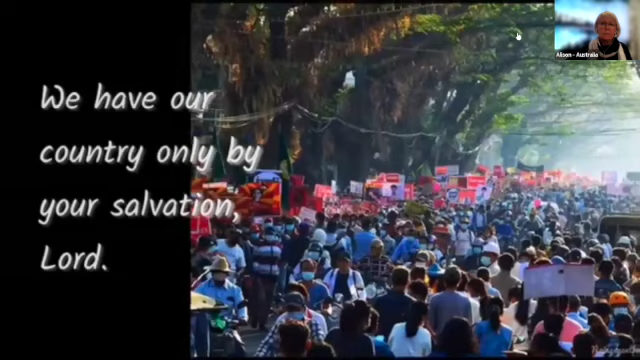 We have our
country only by
your salvation,
Lord.
Alison - Australia